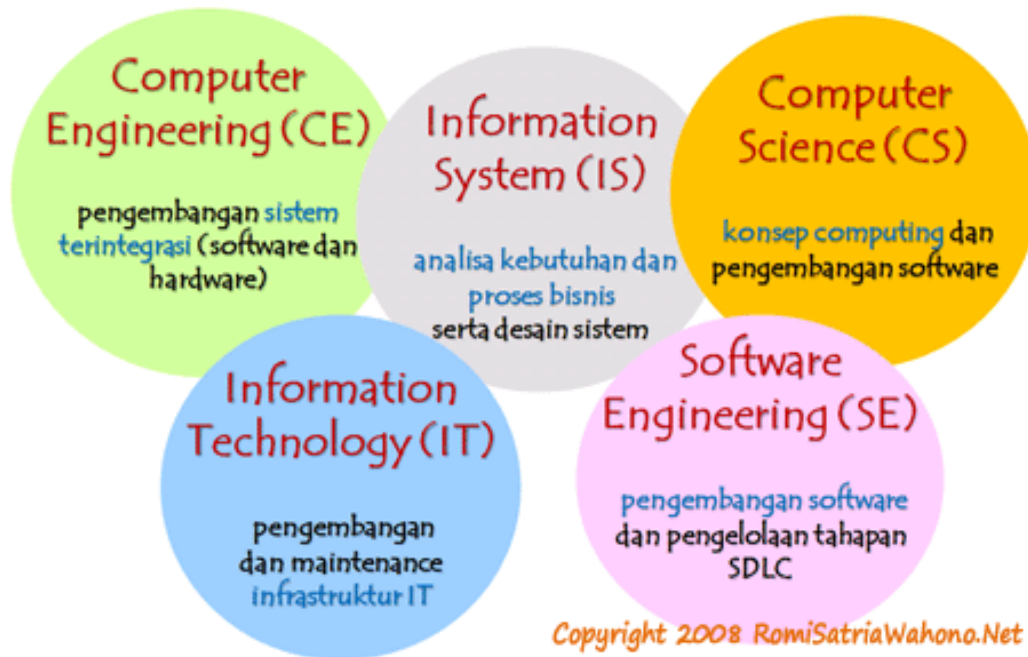 Computer
Engineering (CE)
pengembangan sistem
terintegrasi (software dan
hardware)
Information
System (IS)
analisa kebutuhan dan
proses bisnis
serta desain sistem
Computer
Science (CS)
konsep computing dan
pengembangan software
Information
Technology (IT)
pengembangan
dan maintenance
infrastruktur IT
Software
Engineering (SE)
pengembangan software
dan pengelolaan tahapan
SDLC
Copyright 2008 RomiSatriaWahono.Net